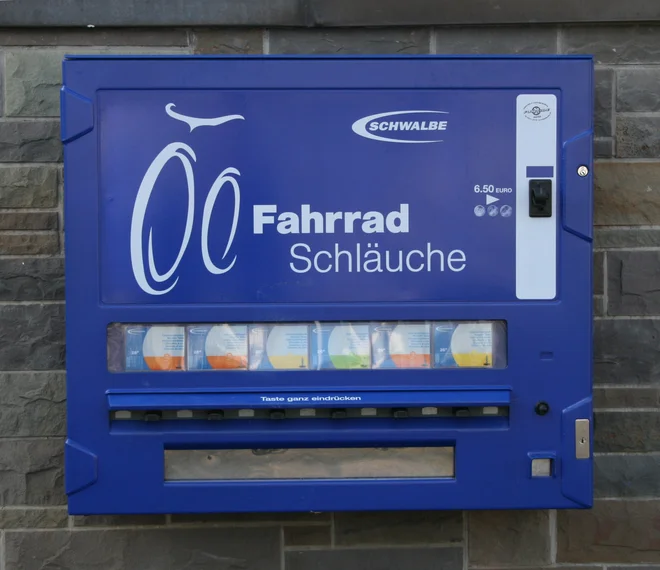 SCHWALBE
6.50 EURO
Fahrrad
Schläuche
Taste ganz eindrücken